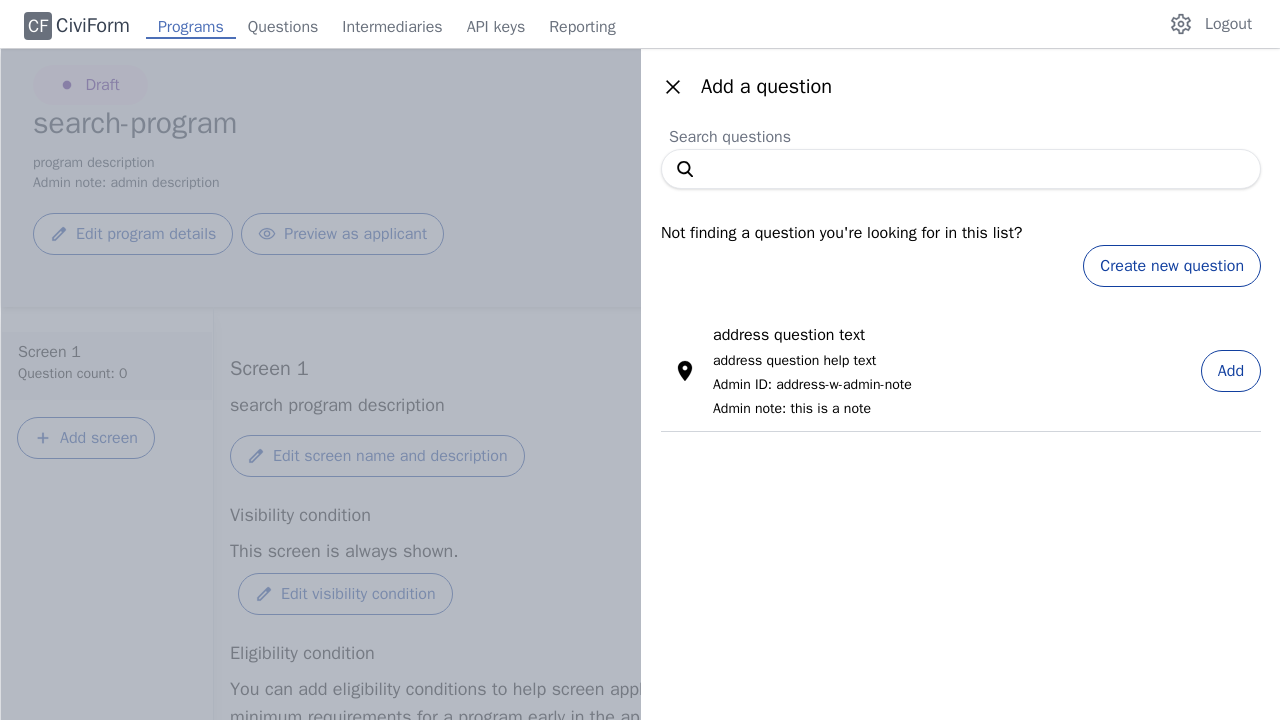 CF CiviForm Programs Questions Intermediaries API keys Reporting Logout
Draft
search-program
program description
Admin note: admin description
Edit program details Preview as applicant
Screen 1
Question count: 0
Add screen
Screen 1
search program description
Edit screen name and description
Visibility condition
This screen is always shown.
Edit visibility condition
Eligibility condition
You can add eligibility conditions to help screen
minimum requirements for a program early in the
Add a question
Search questions
Not finding a question you're looking for in this list?
Create new question
address question text
address question help text
Admin ID: address-w-admin-note
Admin note: this is a note
Add